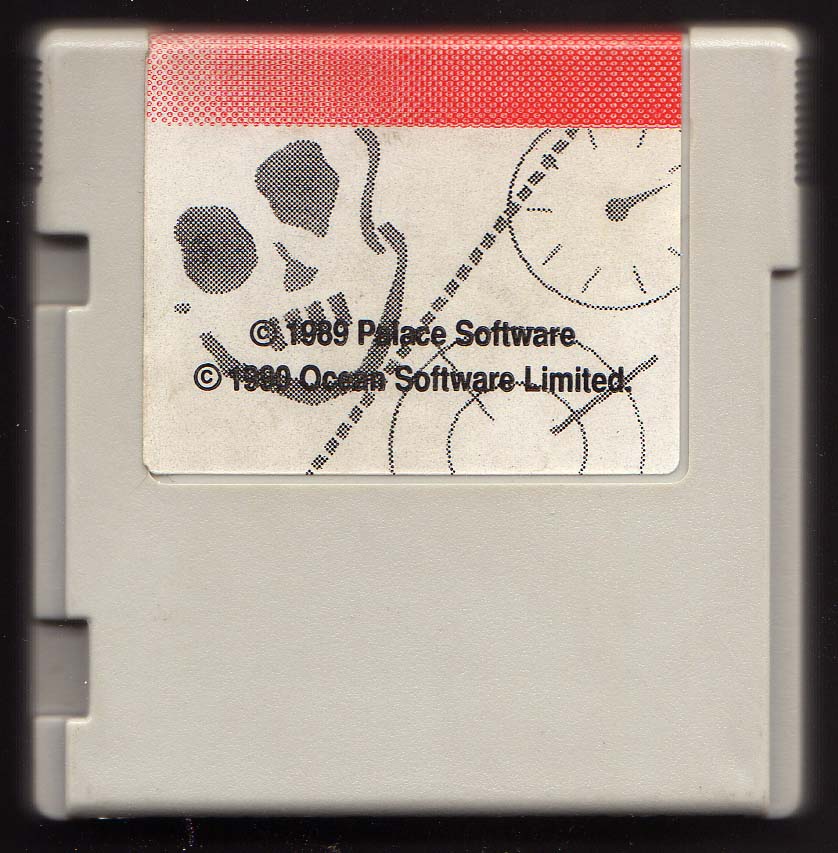 © 1989 Palace Software
© 1990 Ocean Software Limited.